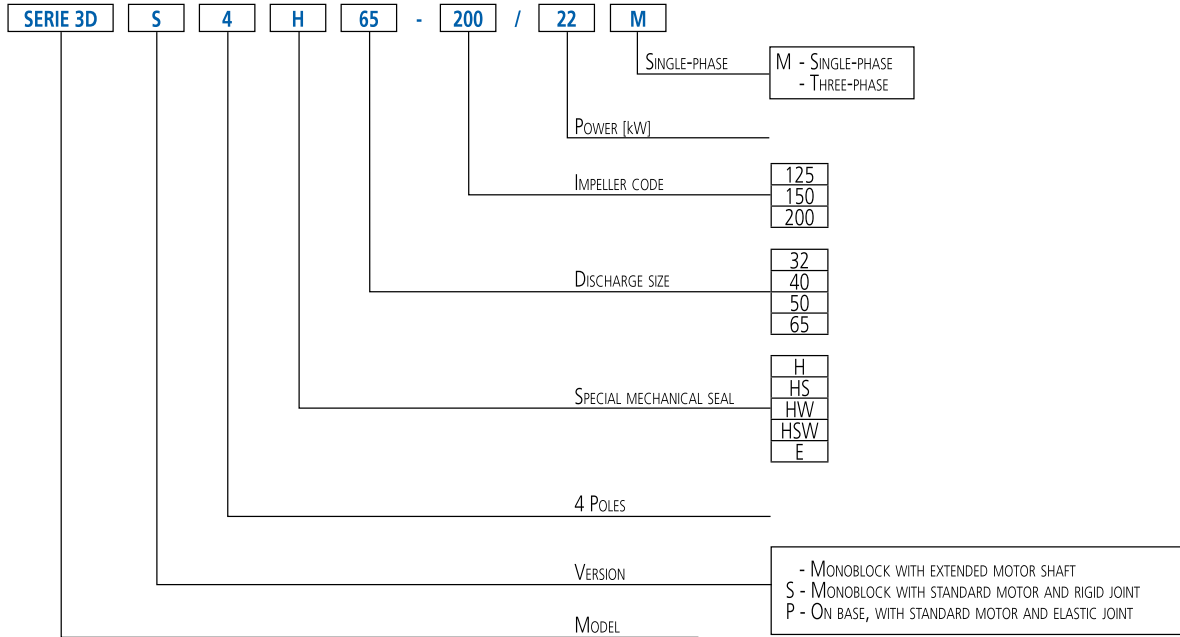 SERIE 3D S 4 H 65 - 200 / 22 M
SINGLE-PHASE
M - SINGLE-PHASE
- THREE-PHASE
POWER [kW]
IMPELLER CODE
125
150
200
DISCHARGE SIZE
32
40
50
65
SPECIAL MECHANICAL SEAL
H
HS
HW
HSW
E
4 POLES
VERSION
- MONOBLOCK WITH EXTENDED MOTOR SHAFT
S - MONOBLOCK WITH STANDARD MOTOR AND RIGID JOINT
P - ON BASE, WITH STANDARD MOTOR AND ELASTIC JOINT
MODEL